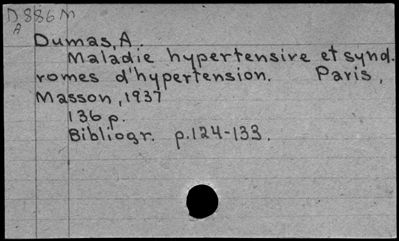 D886m
A
Dumas, A.
Maladie hypertensive et synd-
romes d'hypertension. Paris,
Masson, 1937
136 p.
Bibliogr. p.124-133.